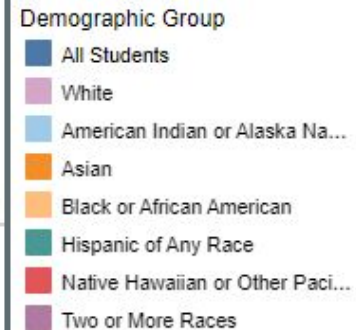 Demographic Group
All Students
White
American Indian or Alaska Na...
Asian
Black or African American
Hispanic of Any Race
Native Hawaiian or Other Paci...
Two or More Races